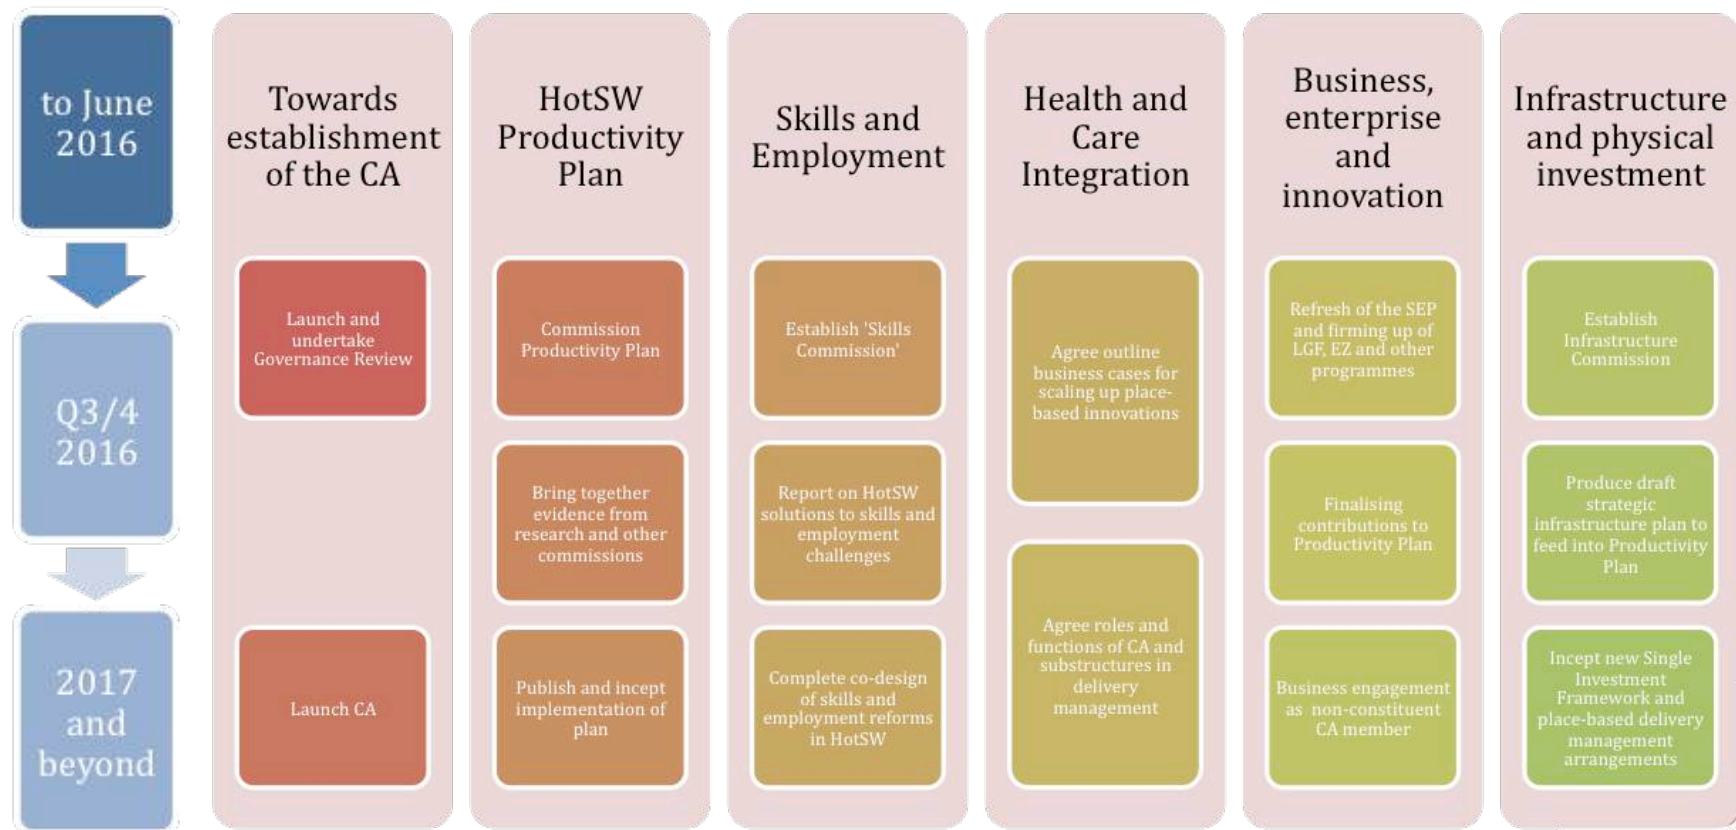 to June
2016
Q3/4
2016
2017
and
beyond
Towards
establishment
of the CA
Launch and
undertake
Governance Review
Launch CA
HotSW
Productivity
Plan
Commission
Productivity Plan
Bring together
evidence from
research and other
commissions
Publish and incept
implementation of
plan
Skills and
Employment
Establish 'Skills
Commission'
Report on HotSW
solutions to skills and
employment
challenges
Complete co-design
of skills and
employment reforms
in HotSW
Health and
Care
Integration
Agree outline
business cases for
scaling up place-
based innovations
Agree roles and
functions of CA and
substructures in
delivery
management
Business,
enterprise
and
innovation
Refresh of the SEP
and firming up of
LGF, EZ and other
programmes
Finalising
contributions to
Productivity Plan
Business engagement
as non-constituent
CA member
Infrastructure
and physical
investment
Establish
Infrastructure
Commission
Produce draft
strategic
infrastructure plan to
feed into Productivity
Plan
Incept new Single
Investment
Framework and
place-based delivery
management
arrangements